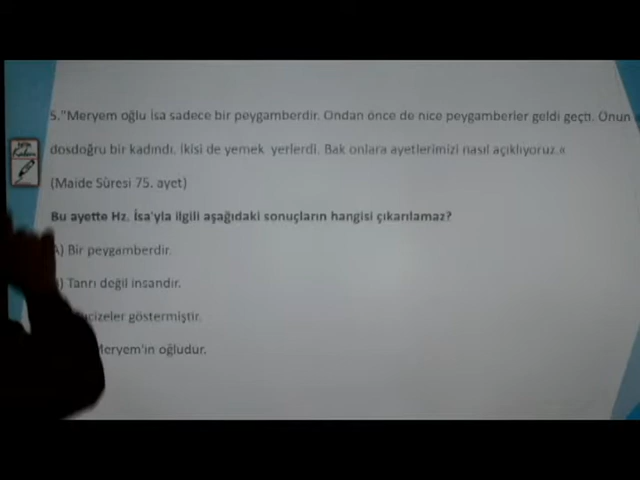 5."Meryem oğlu İsa sadece bir peygamberdir. Ondan önce de nice peygamberler geldi geçti. Onun
dosdoğru bir kadındı. İkisi de yemek yerlerdi. Bak onlara ayetlerimizi nasıl açıklıyoruz.«
(Maide Sûresi 75. ayet)
Bu ayette Hz. İsa'yla ilgili aşağıdaki sonuçların hangisi çıkarılamaz?
A) Bir peygamberdir.
) Tanrı değil insandır.
ucizeler göstermiştir.
Meryem'in oğludur.